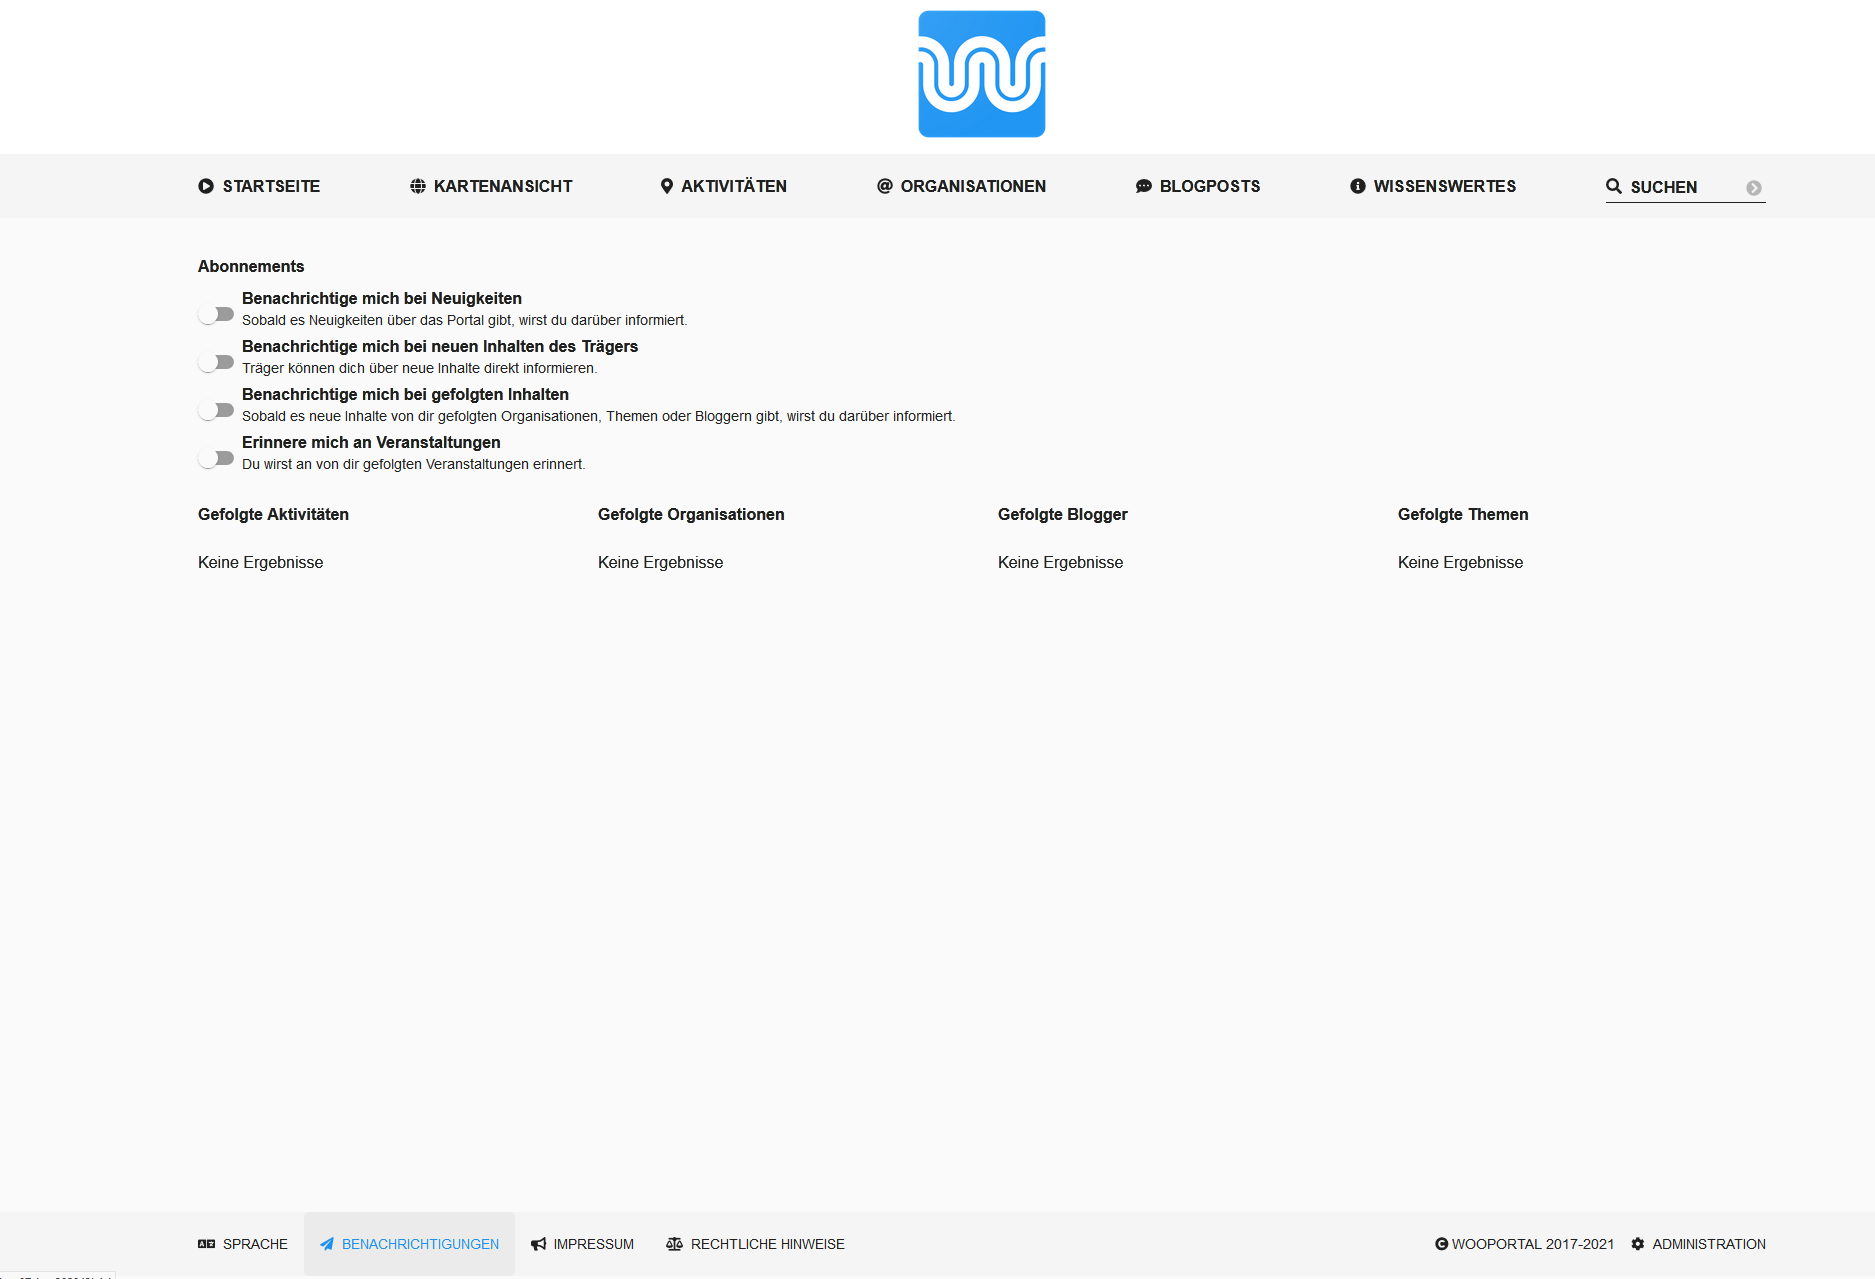 STARTSEITE KARTENANSICHT AKTIVITÄTEN ORGANISATIONEN BLOGPOSTS WISSENSWERTES SUCHEN
Abonnements
Benachrichtige mich bei Neuigkeiten
Sobald es Neuigkeiten über das Portal gibt, wirst du darüber informiert.
Benachrichtige mich bei neuen Inhalten des Trägers
Träger können dich über neue Inhalte direkt informieren.
Benachrichtige mich bei gefolgten Inhalten
Sobald es neue Inhalte von dir gefolgten Organisationen, Themen oder Bloggern gibt, wirst du darüber informiert.
Erinnere mich an Veranstaltungen
Du wirst an von dir gefolgten Veranstaltungen erinnert.
Gefolgte Aktivitäten Gefolgte Organisationen Gefolgte Blogger Gefolgte Themen
Keine Ergebnisse Keine Ergebnisse Keine Ergebnisse Keine Ergebnisse
SPRACHE BENACHRICHTIGUNGEN IMPRESSUM RECHTLICHE HINWEISE © WOOPORTAL 2017-2021 ADMINISTRATION